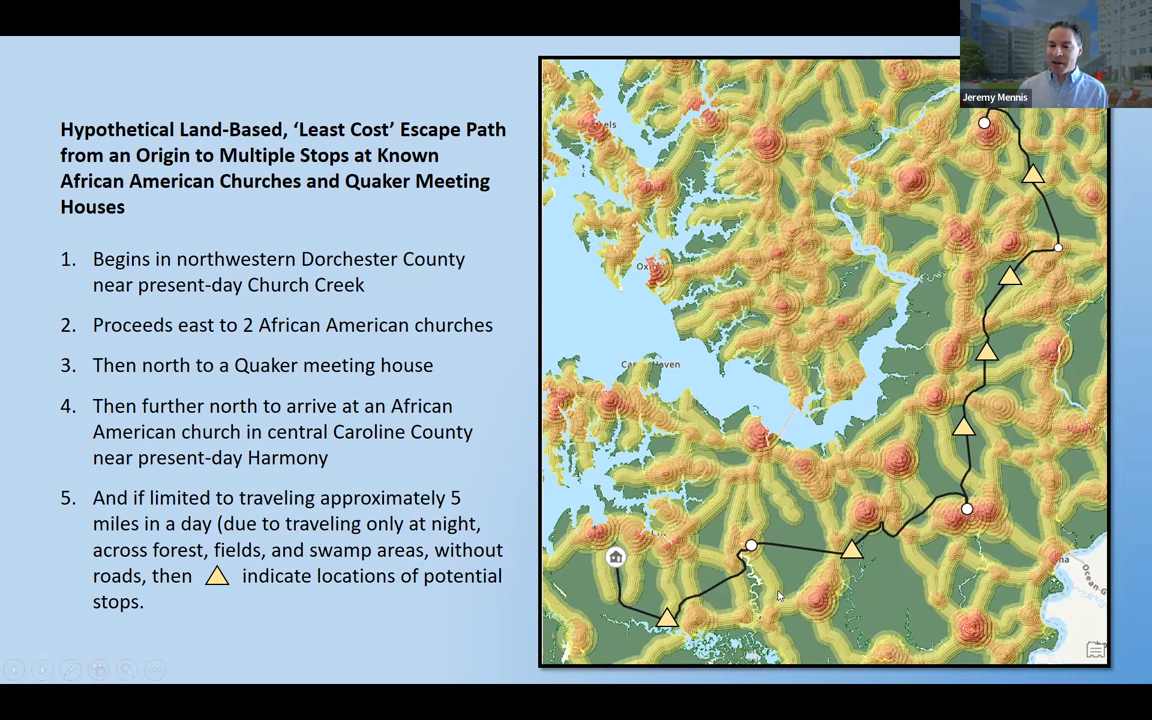 Jeremy Mennis
Hypothetical Land-Based, ‘Least Cost’ Escape Path
from an Origin to Multiple Stops at Known
African American Churches and Quaker Meeting
Houses
1. Begins in northwestern Dorchester County
near present-day Church Creek
2. Proceeds east to 2 African American churches
3. Then north to a Quaker meeting house
4. Then further north to arrive at an African
American church in central Caroline County
near present-day Harmony
5. And if limited to traveling approximately 5
miles in a day (due to traveling only at night,
across forest, fields, and swamp areas, without
roads, then indicate locations of potential
stops.